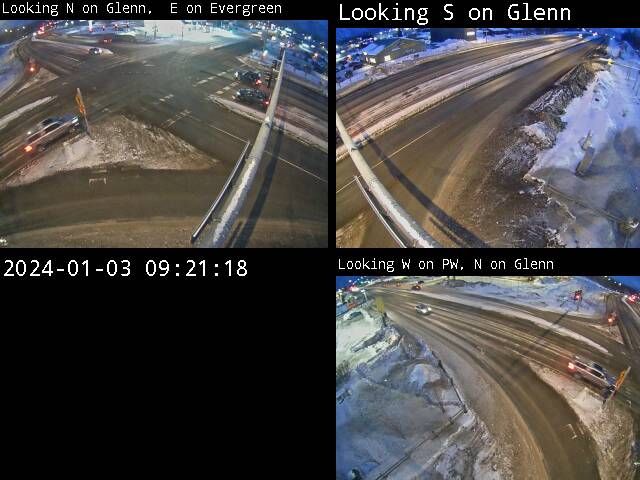 Looking N on Glenn,  E on Evergreen
Looking S on Glenn
2024-01-03 09:21:18
Looking W on PW, N on Glenn